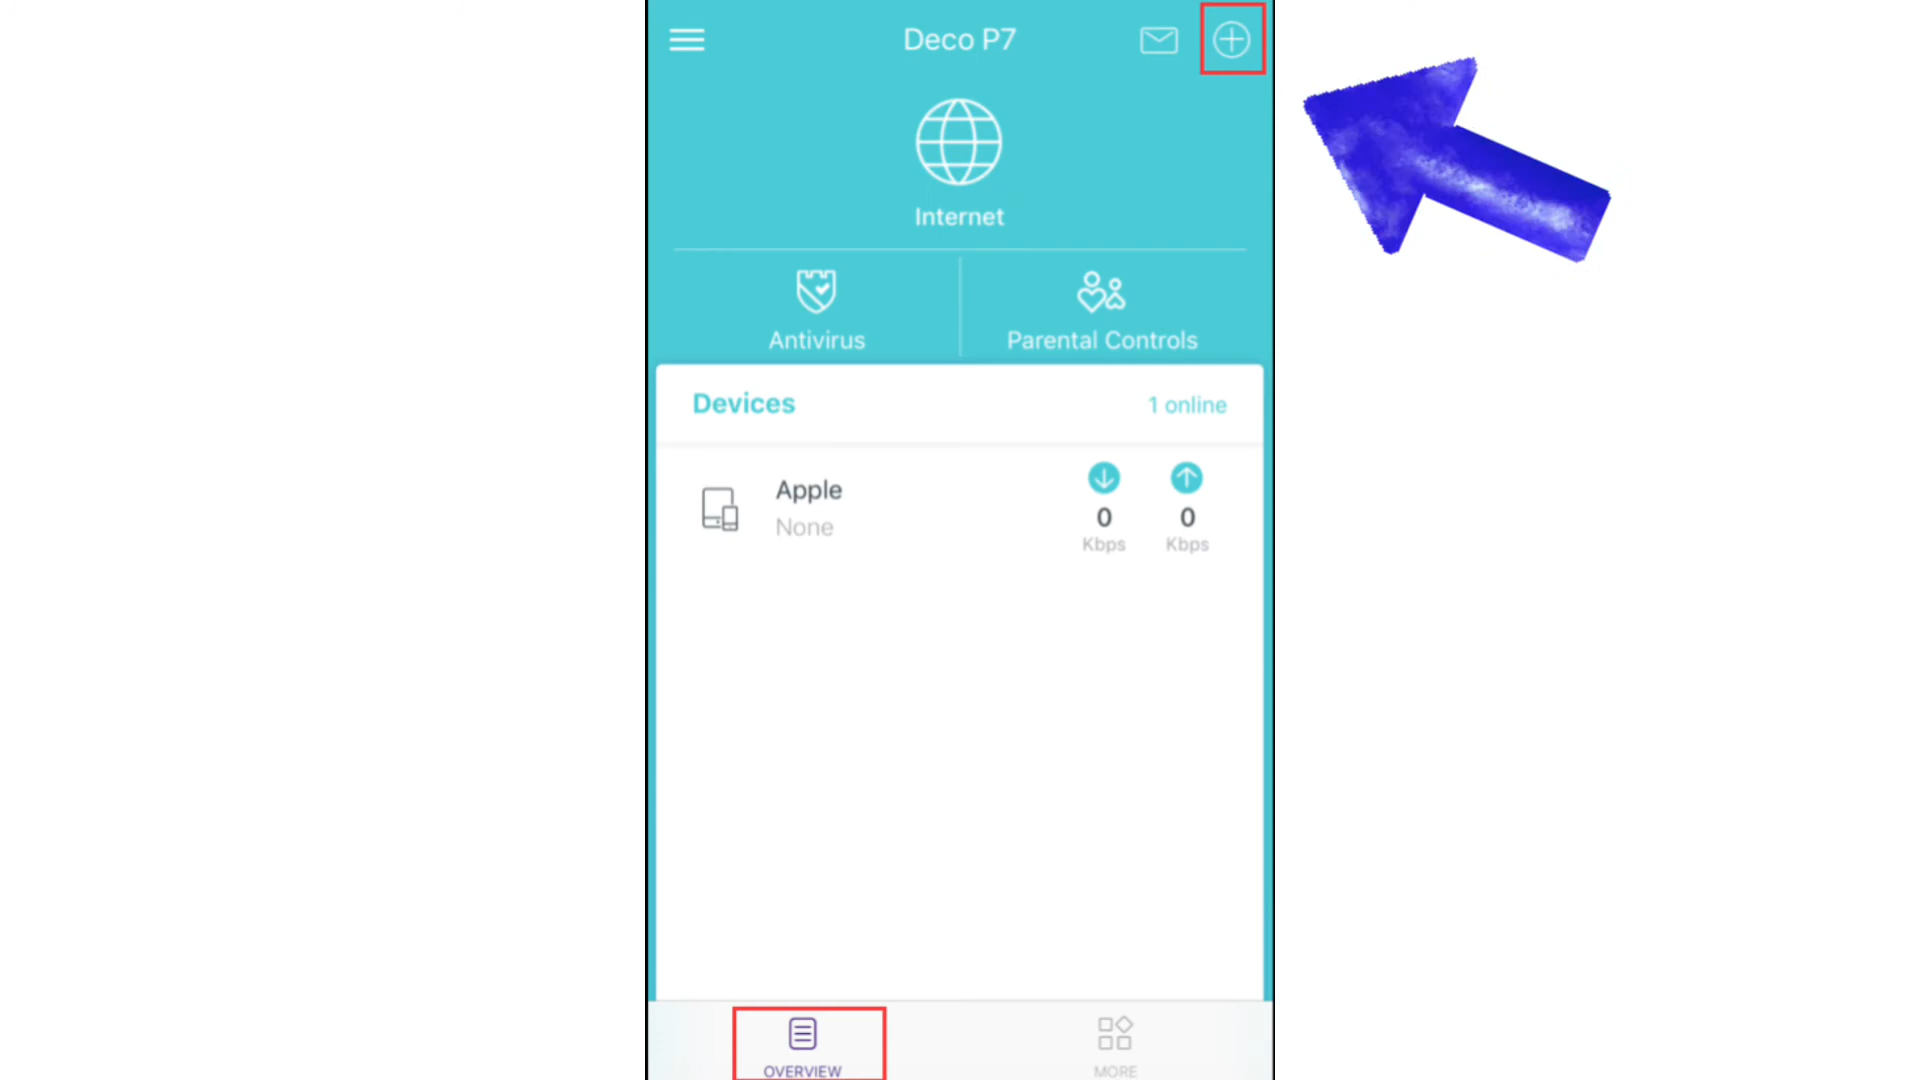 Deco P7
Internet
Antivirus
Parental Controls
Devices
1 online
Apple
None
0
Kbps
0
Kbps
OVERVIEW
MORE